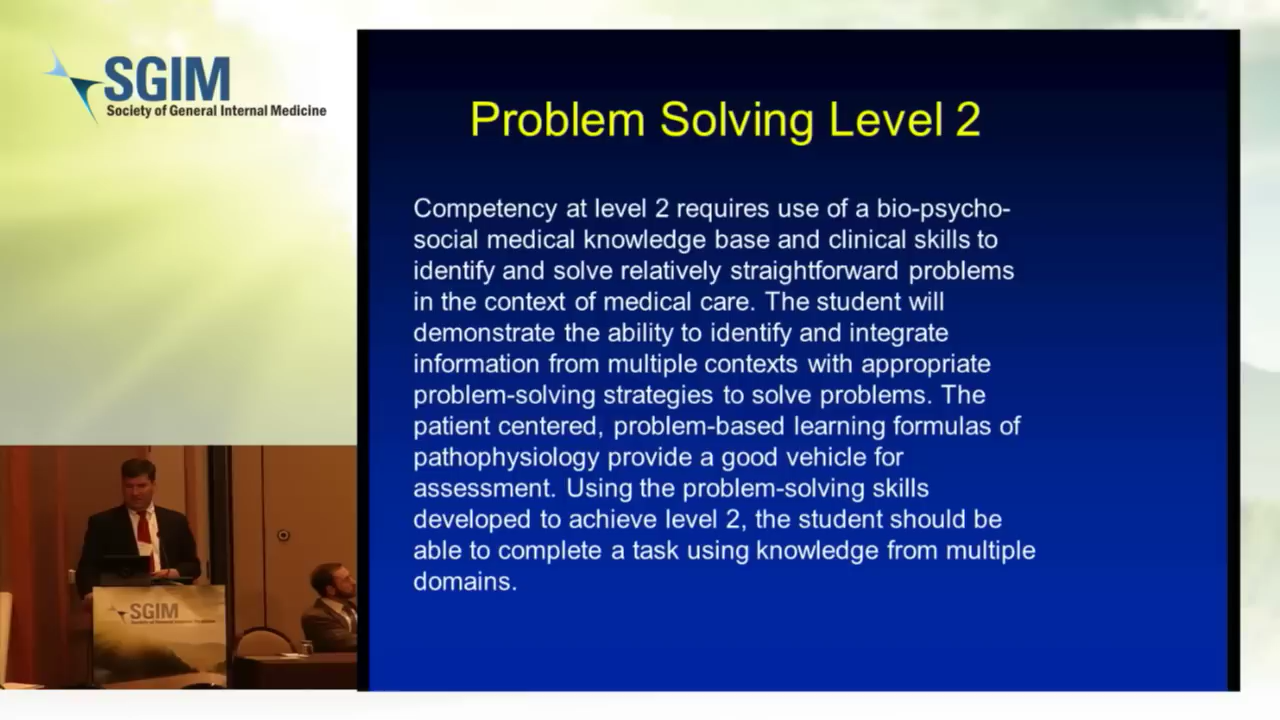 SGIM
Society of General Internal Medicine
Problem Solving Level 2
Competency at level 2 requires use of a bio-psycho-
social medical knowledge base and clinical skills to
identify and solve relatively straightforward problems
in the context of medical care. The student will
demonstrate the ability to identify and integrate
information from multiple contexts with appropriate
problem-solving strategies to solve problems. The
patient centered, problem-based learning formulas of
pathophysiology provide a good vehicle for
assessment. Using the problem-solving skills
developed to achieve level 2, the student should be
able to complete a task using knowledge from multiple
domains.
SGIM
Society of General Internal Medicine